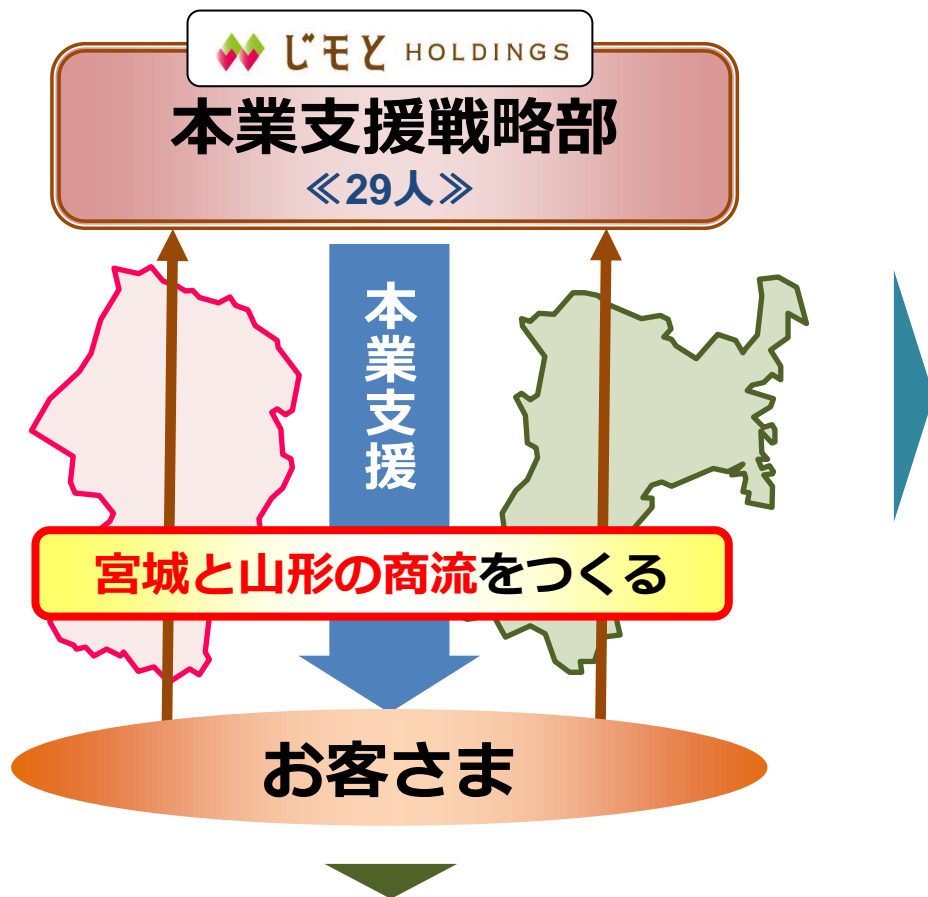 じモと HOLDINGS
本業支援戦略部
≪29人≫
本業支援
宮城と山形の商流をつくる
お客さま